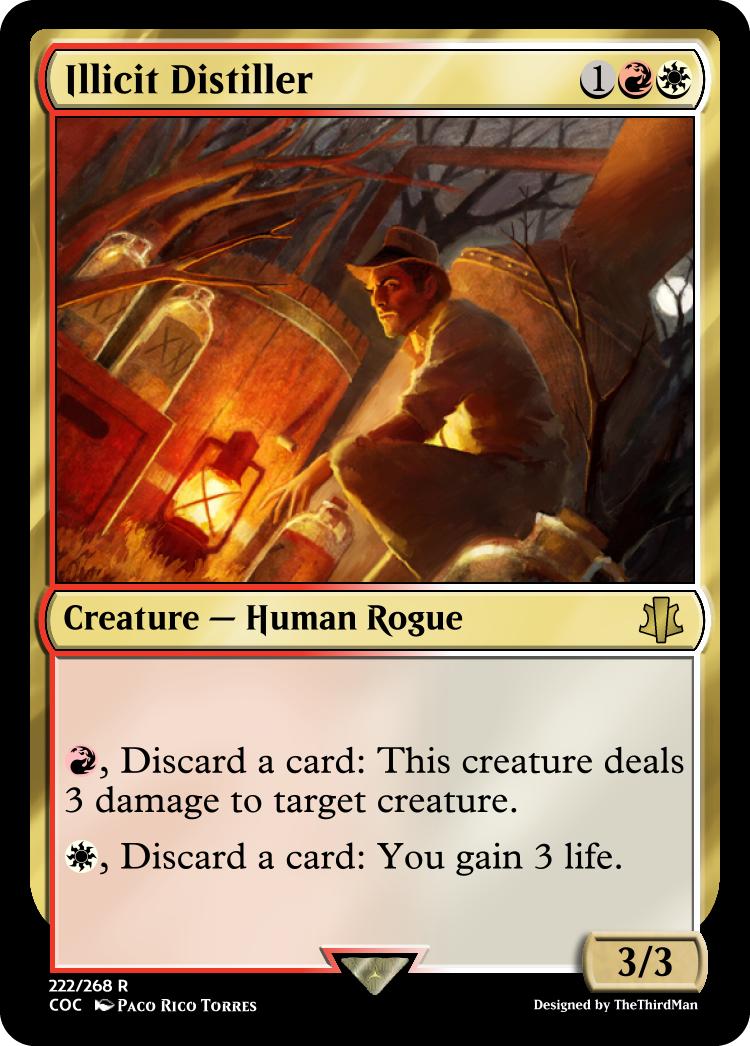 Illicit Distiller 1
XX
Creature — Human Rogue
, Discard a card: This creature deals
3 damage to target creature.
, Discard a card: You gain 3 life.
3/3
222/268 R
COC Paco Rico Torres
Designed by TheThirdMan